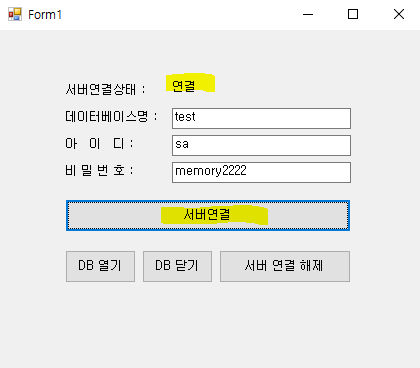 Form1
서버연결상태 : 연결
데이터베이스명 : test
아 이 디 : sa
비 밀 번 호 : memory2222
서버연결
DB 열기 DB 닫기 서버 연결 해제